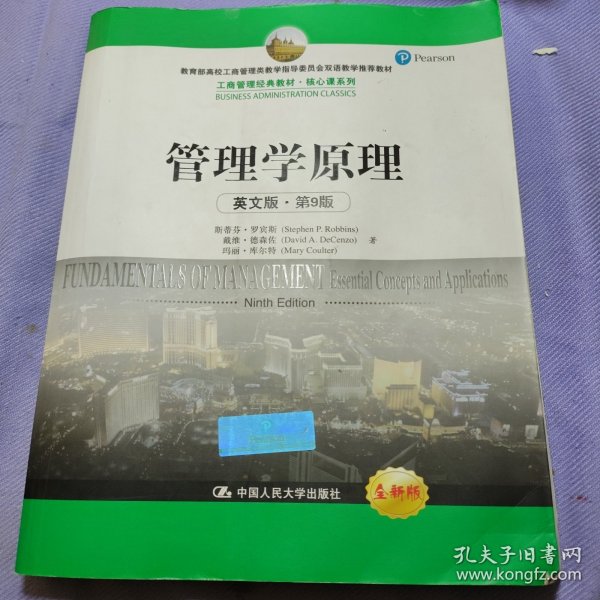 Pearson
教育部高校工商管理类教学指导委员会双语教学推荐教材
工商管理经典教材·核心课系列
BUSINESS ADMINISTRATION CLASSICS
管理学原理
英文版·第9版
斯蒂芬·罗宾斯 (Stephen P. Robbins)
戴维·德森佐 (David A. DeCenzo) 著
玛丽·库尔特 (Mary Coulter)
FUNDAMENTALS OF MANAGEMENT Essential Concepts and Applications
Ninth Edition
Pearson
中国人民大学出版社
全新版
孔夫子旧书网
www.kongfz.com